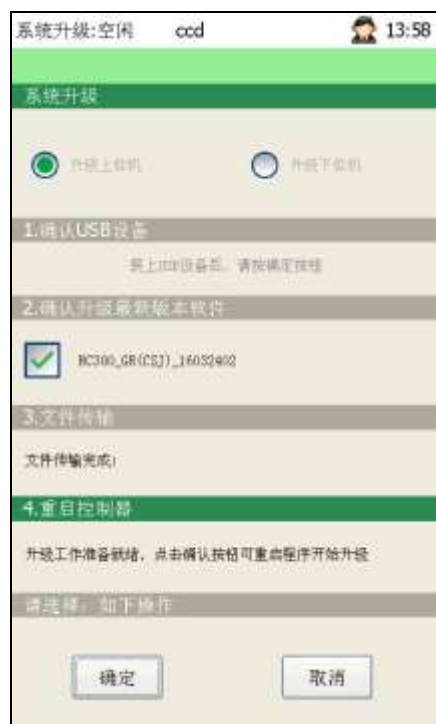 系统升级:空闲 ccd 13:58
系统升级
升级上位机 升级下位机
1.确认USB设备
插上USB设备后，请按确定按钮
2.确认升级最新版本软件
RC300_GR(CSJ)_16032402
3.文件传输
文件传输完成!
4.重启控制器
升级工作准备就绪，点击确认按钮可重启程序开始升级
请选择：如下操作
确定 取消